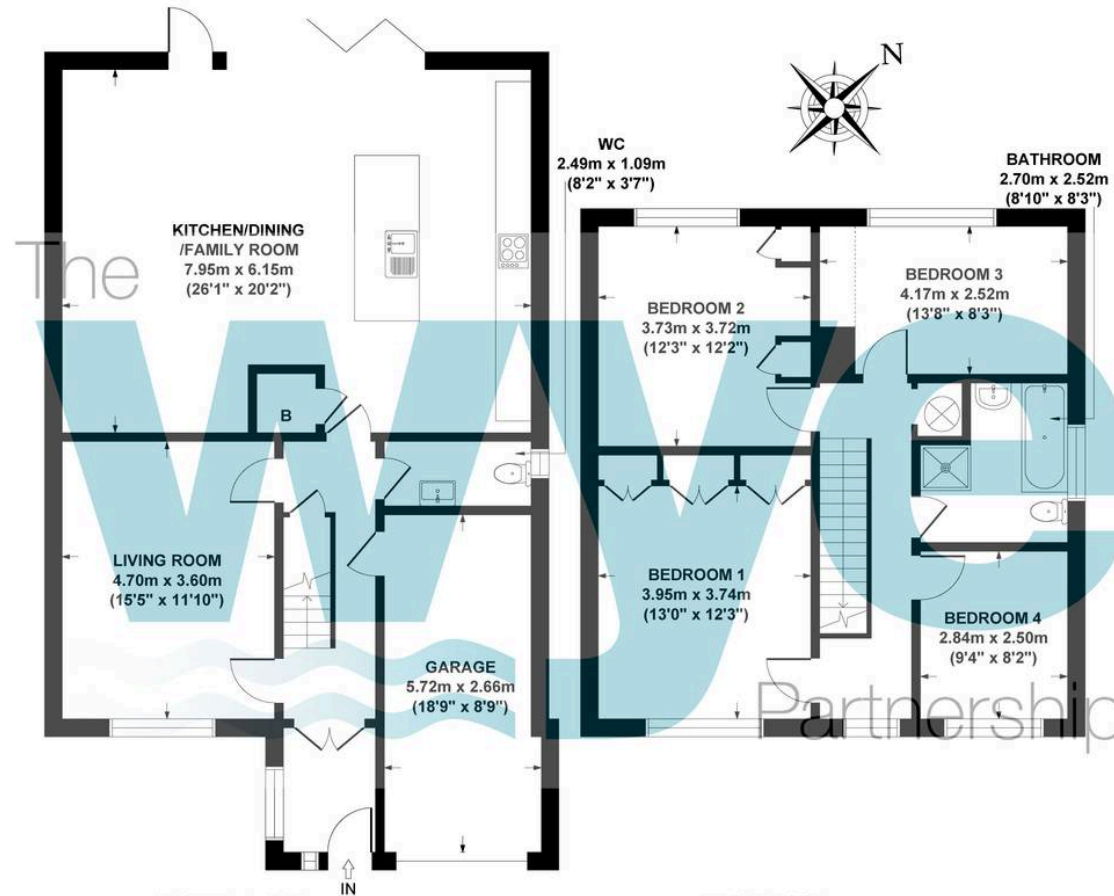 N
WC
2.49m x 1.09m
(8'2" x 3'7")
BATHROOM
2.70m x 2.52m
(8'10" x 8'3")
KITCHEN/DINING
/FAMILY ROOM
7.95m x 6.15m
(26'1" x 20'2")
BEDROOM 2
3.73m x 3.72m
(12'3" x 12'2")
BEDROOM 3
4.17m x 2.52m
(13'8" x 8'3")
B
LIVING ROOM
4.70m x 3.60m
(15'5" x 11'10")
BEDROOM 1
3.95m x 3.74m
(13'0" x 12'3")
BEDROOM 4
2.84m x 2.50m
(9'4" x 8'2")
GARAGE
5.72m x 2.66m
(18'9" x 8'9")
IN
The
wye
Partnership